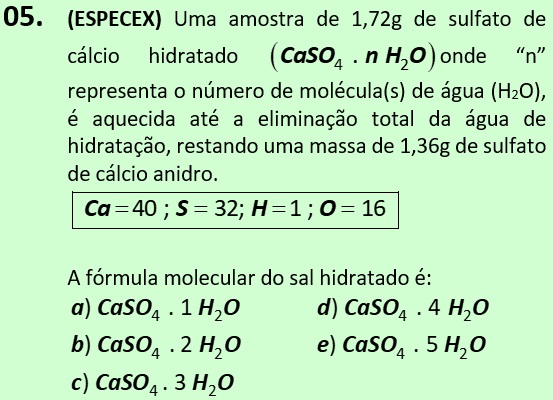 05. (ESPECEX) Uma amostra de 1,72g de sulfato de
cálcio hidratado (CaSO₄ . n H₂O) onde “n”
representa o número de molécula(s) de água (H₂O),
é aquecida até a eliminação total da água de
hidratação, restando uma massa de 1,36g de sulfato
de cálcio anidro.
Ca = 40 ; S = 32; H = 1 ; O = 16
A fórmula molecular do sal hidratado é:
a) CaSO₄ . 1 H₂O d) CaSO₄ . 4 H₂O
b) CaSO₄ . 2 H₂O e) CaSO₄ . 5 H₂O
c) CaSO₄ . 3 H₂O